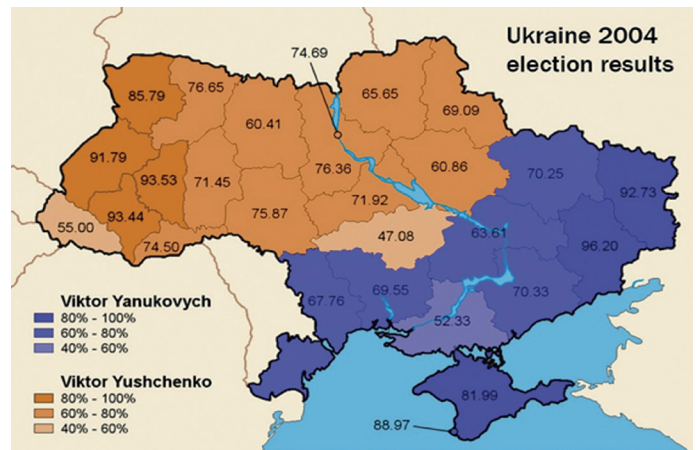 Ukraine 2004
election results
74.69
85.79
76.65
60.41
65.65
69.09
91.79
93.53
71.45
76.36
60.86
70.25
92.73
55.00
93.44
74.50
75.87
71.92
47.08
63.61
96.20
67.76
69.55
52.33
70.33
81.99
88.97
Viktor Yanukovych
80% - 100%
60% - 80%
40% - 60%
Viktor Yushchenko
80% - 100%
60% - 80%
40% - 60%